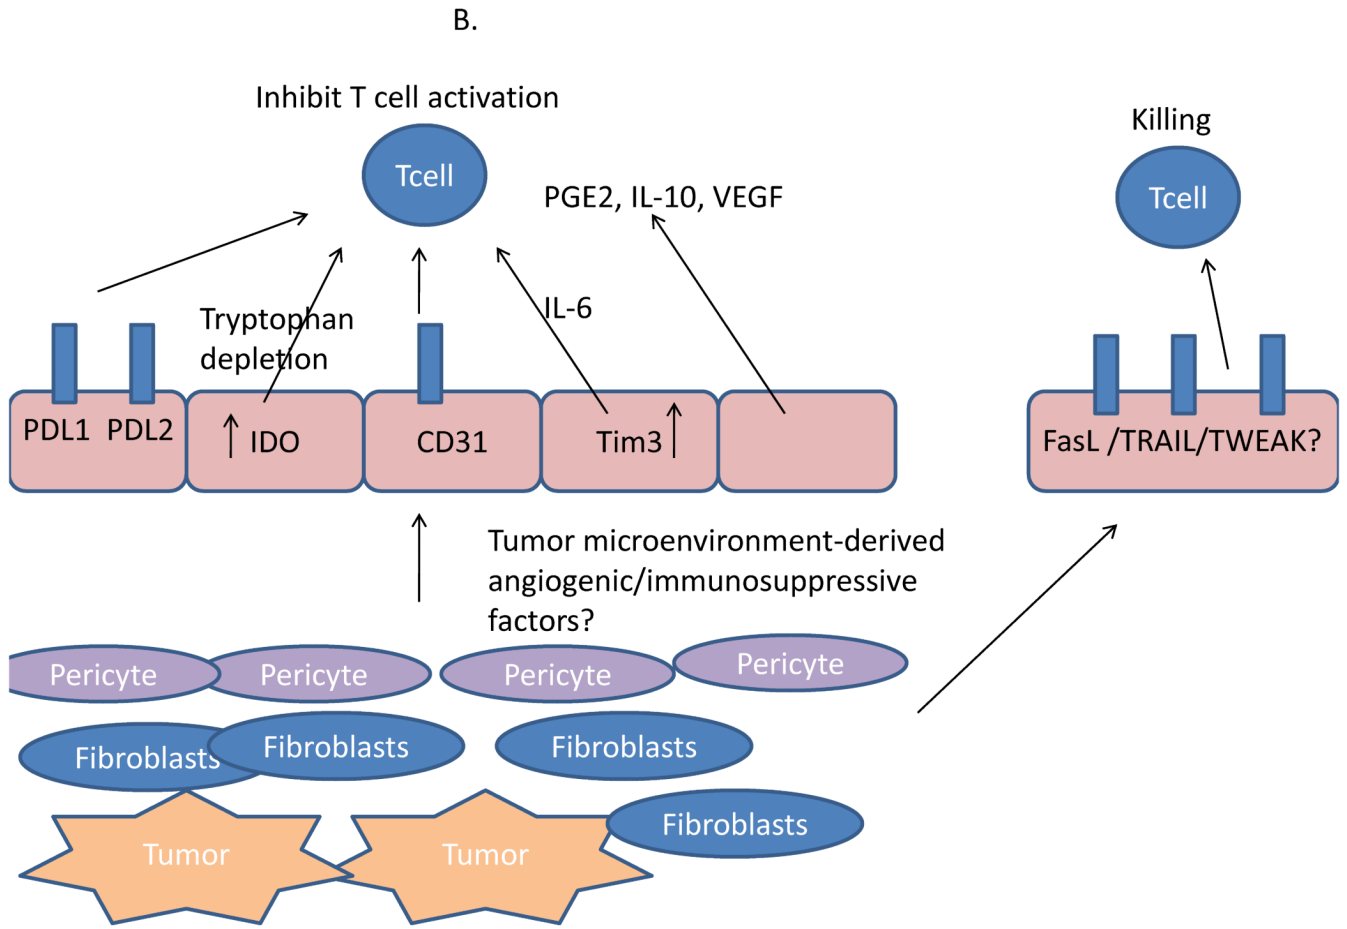 B.
Inhibit T cell activation
Killing
Tcell
Tcell
PGE2, IL-10, VEGF
Tryptophan
depletion
IL-6
PDL1 PDL2
IDO
CD31
Tim3
FasL /TRAIL/TWEAK?
Tumor microenvironment-derived
angiogenic/immunosuppressive
factors?
Pericyte
Pericyte
Pericyte
Pericyte
Fibroblasts
Fibroblasts
Fibroblasts
Fibroblasts
Tumor
Tumor